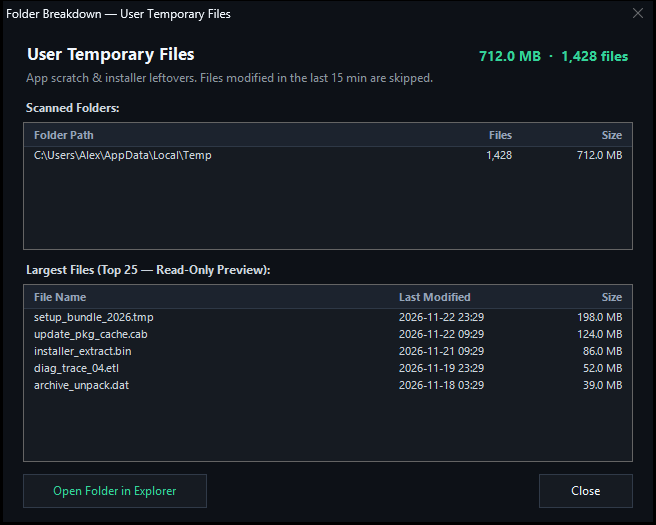 Folder Breakdown — User Temporary Files
User Temporary Files
712.0 MB · 1,428 files
App scratch & installer leftovers. Files modified in the last 15 min are skipped.
Scanned Folders:
Folder Path Files Size
C:\Users\Alex\AppData\Local\Temp 1,428 712.0 MB
Largest Files (Top 25 — Read-Only Preview):
File Name Last Modified Size
setup_bundle_2026.tmp 2026-11-22 23:29 198.0 MB
update_pkg_cache.cab 2026-11-22 09:29 124.0 MB
installer_extract.bin 2026-11-21 09:29 86.0 MB
diag_trace_04.etl 2026-11-19 23:29 52.0 MB
archive_unpack.dat 2026-11-18 03:29 39.0 MB
Open Folder in Explorer
Close